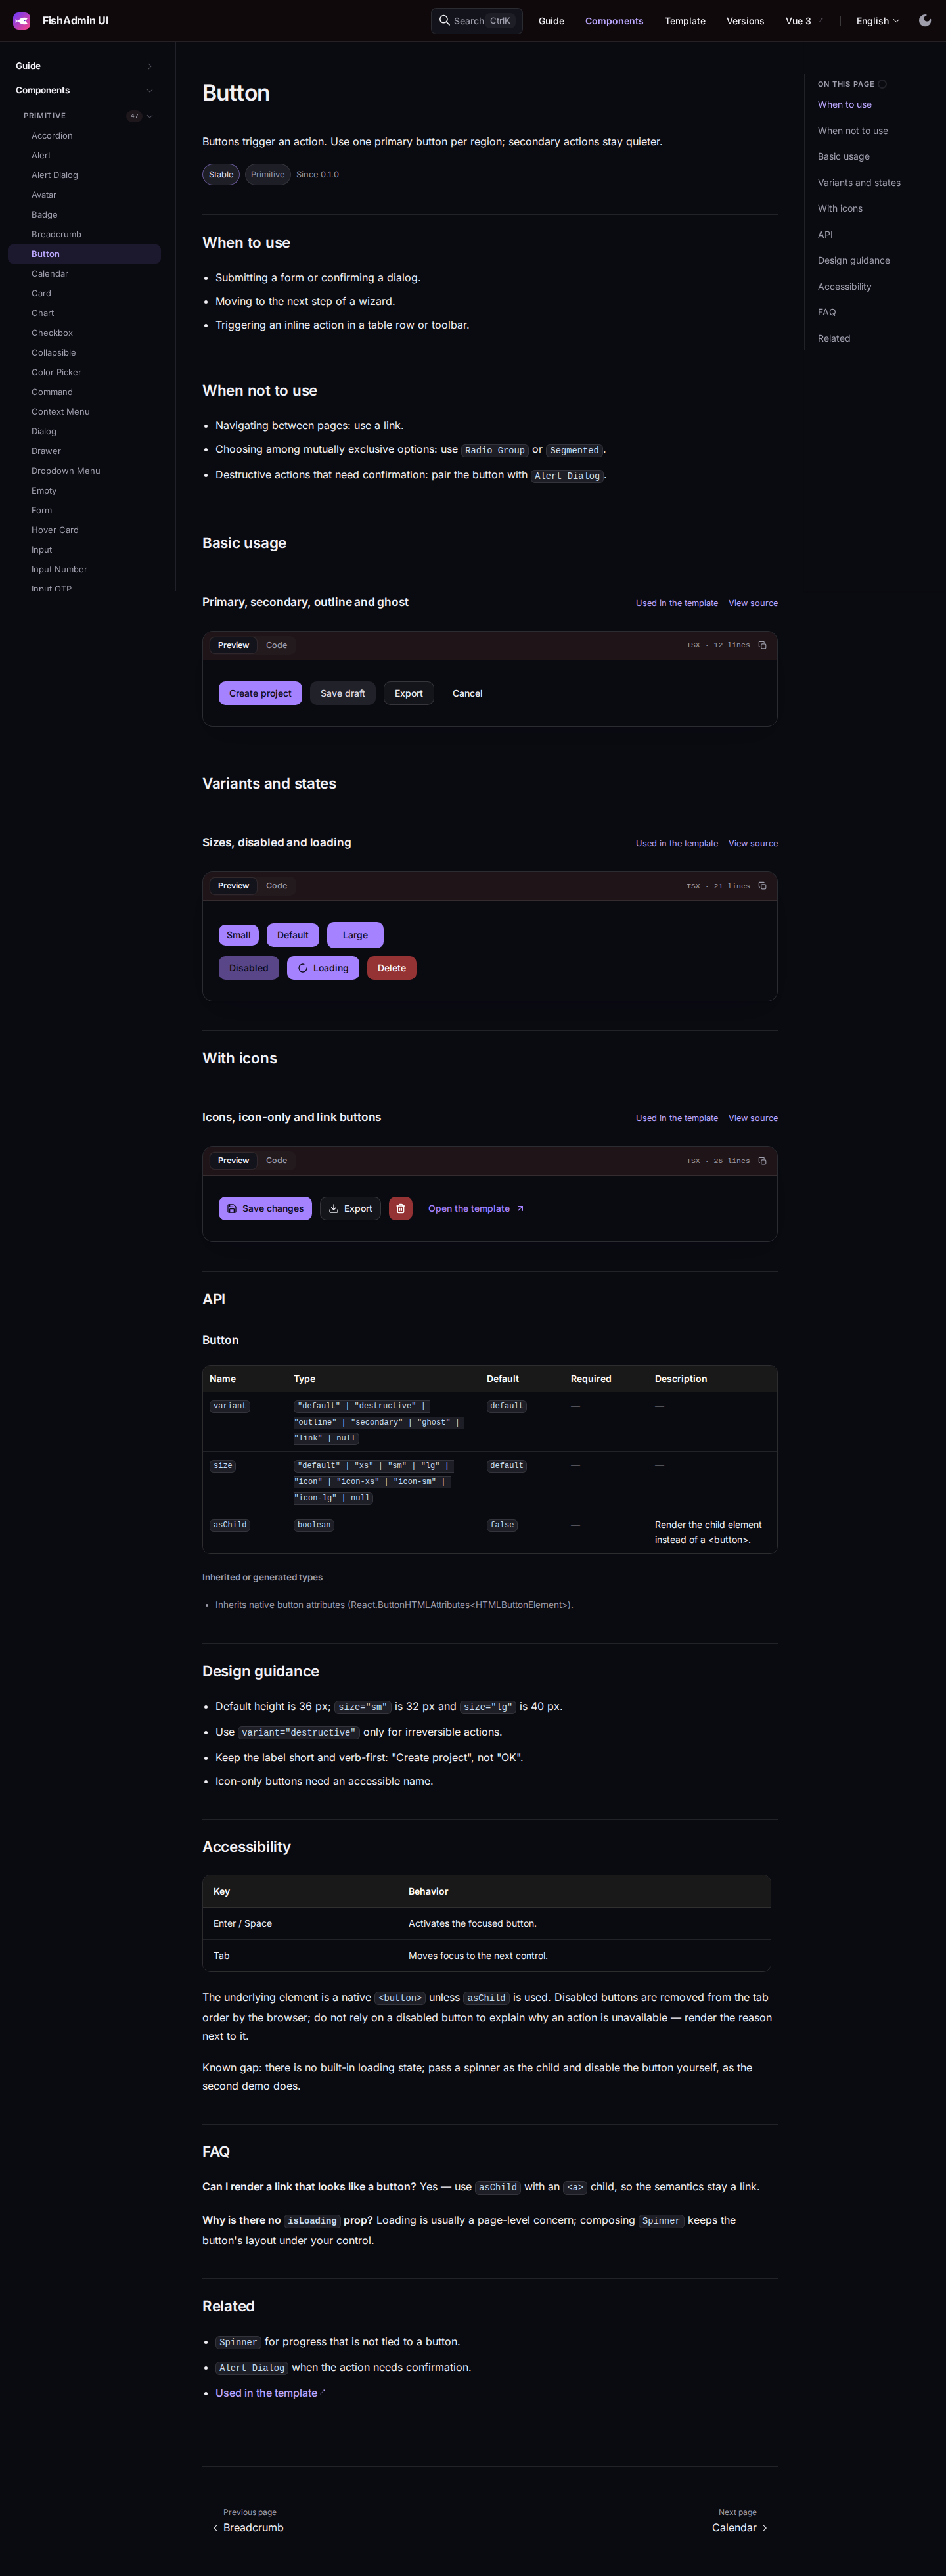 FishAdmin UI
Search CtrlK
Guide
Components
Template
Versions
Vue 3
English
Guide
Components
PRIMITIVE 47
Accordion
Alert
Alert Dialog
Avatar
Badge
Breadcrumb
Button
Calendar
Card
Chart
Checkbox
Collapsible
Color Picker
Command
Context Menu
Dialog
Drawer
Dropdown Menu
Empty
Form
Hover Card
Input
Input Number
Input OTP
Button
Buttons trigger an action. Use one primary button per region; secondary actions stay quieter.
Stable Primitive Since 0.1.0
When to use
• Submitting a form or confirming a dialog.
• Moving to the next step of a wizard.
• Triggering an inline action in a table row or toolbar.
When not to use
• Navigating between pages: use a link.
• Choosing among mutually exclusive options: use Radio Group or Segmented.
• Destructive actions that need confirmation: pair the button with Alert Dialog.
Basic usage
Primary, secondary, outline and ghost Used in the template View source
Preview Code TSX · 12 lines
Create project Save draft Export Cancel
Variants and states
Sizes, disabled and loading Used in the template View source
Preview Code TSX · 21 lines
Small Default Large
Disabled Loading Delete
With icons
Icons, icon-only and link buttons Used in the template View source
Preview Code TSX · 26 lines
Save changes Export Open the template
API
Button
Name Type Default Required Description
variant "default" | "destructive" | default — —
"outline" | "secondary" | "ghost" |
"link" | null
size "default" | "xs" | "sm" | "lg" | default — —
"icon" | "icon-xs" | "icon-sm" |
"icon-lg" | null
asChild boolean false — Render the child element
instead of a <button>.
Inherited or generated types
• Inherits native button attributes (React.ButtonHTMLAttributes<HTMLButtonElement>).
Design guidance
• Default height is 36 px; size="sm" is 32 px and size="lg" is 40 px.
• Use variant="destructive" only for irreversible actions.
• Keep the label short and verb-first: "Create project", not "OK".
• Icon-only buttons need an accessible name.
Accessibility
Key Behavior
Enter / Space Activates the focused button.
Tab Moves focus to the next control.
The underlying element is a native <button> unless asChild is used. Disabled buttons are removed from the tab
order by the browser; do not rely on a disabled button to explain why an action is unavailable — render the reason
next to it.
Known gap: there is no built-in loading state; pass a spinner as the child and disable the button yourself, as the
second demo does.
FAQ
Can I render a link that looks like a button? Yes — use asChild with an <a> child, so the semantics stay a link.
Why is there no isLoading prop? Loading is usually a page-level concern; composing Spinner keeps the
button's layout under your control.
Related
• Spinner for progress that is not tied to a button.
• Alert Dialog when the action needs confirmation.
• Used in the template
Previous page
Breadcrumb
Next page
Calendar
ON THIS PAGE
When to use
When not to use
Basic usage
Variants and states
With icons
API
Design guidance
Accessibility
FAQ
Related